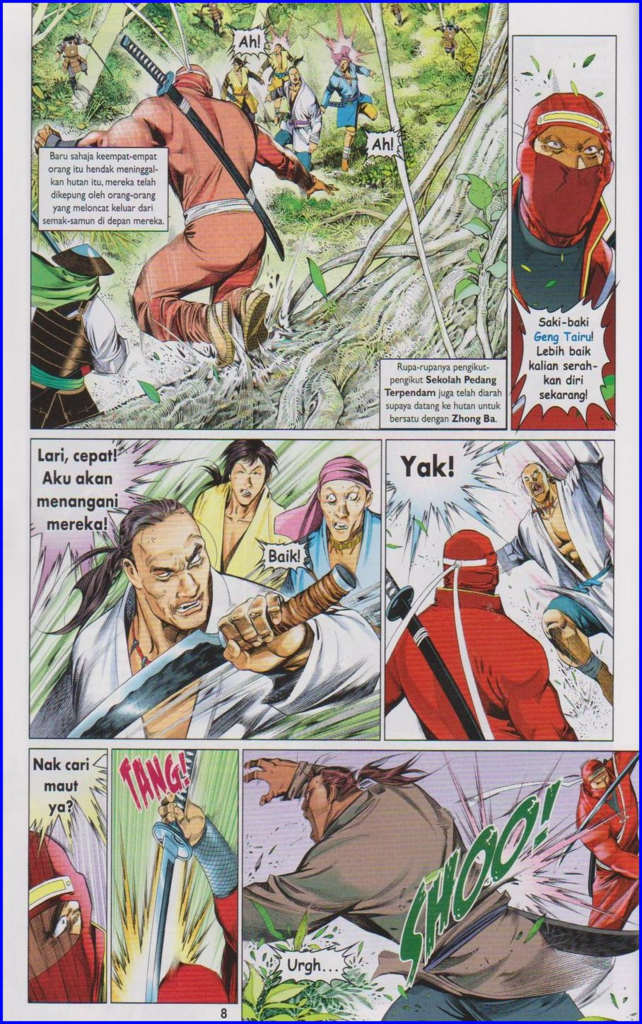 Ah!
Ah!
Baru sahaja keempat-empat
orang itu hendak meninggal-
kan hutan itu, mereka telah
dikepung oleh orang-orang
yang meloncat keluar dari
semak-samun di depan mereka.
Rupa-rupanya pengikut-
pengikut Sekolah Pedang
Terpendam juga telah diarah
supaya datang ke hutan untuk
bersatu dengan Zhong Ba.
Saki-baki
Geng Tairu!
Lebih baik
kalian serah-
kan diri
sekarang!
Lari, cepat!
Aku akan
menangani
mereka!
Baik!
Yak!
Nak cari
maut
ya?
TANG!
SHOO!
Urgh...
8